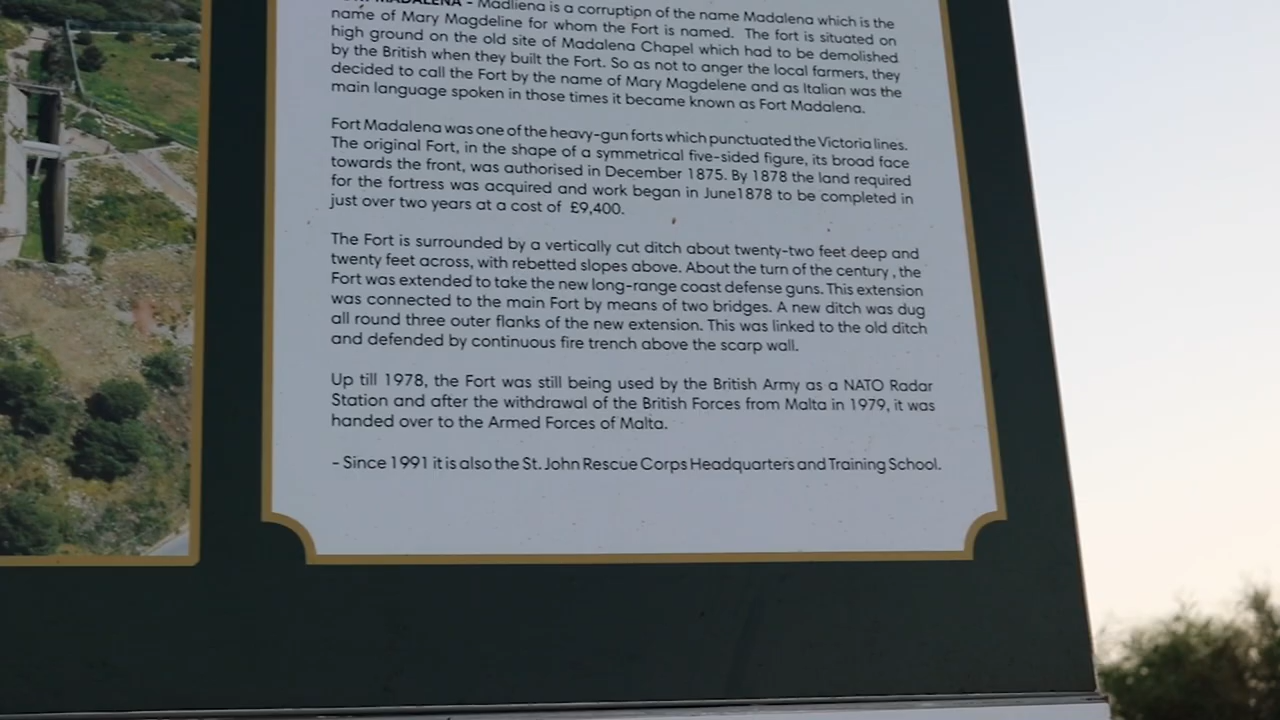 MADALENA - Madliena is a corruption of the name Madalena which is the
name of Mary Magdeline for whom the Fort is named. The fort is situated on
high ground on the old site of Madalena Chapel which had to be demolished
by the British when they built the Fort. So as not to anger the local farmers, they
decided to call the Fort by the name of Mary Magdelene and as Italian was the
main language spoken in those times it became known as Fort Madalena.
Fort Madalena was one of the heavy-gun forts which punctuated the Victoria lines.
The original Fort, in the shape of a symmetrical five-sided figure, its broad face
towards the front, was authorised in December 1875. By 1878 the land required
for the fortress was acquired and work began in June1878 to be completed in
just over two years at a cost of £9,400.
The Fort is surrounded by a vertically cut ditch about twenty-two feet deep and
twenty feet across, with rebetted slopes above. About the turn of the century , the
Fort was extended to take the new long-range coast defense guns. This extension
was connected to the main Fort by means of two bridges. A new ditch was dug
all round three outer flanks of the new extension. This was linked to the old ditch
and defended by continuous fire trench above the scarp wall.
Up till 1978, the Fort was still being used by the British Army as a NATO Radar
Station and after the withdrawal of the British Forces from Malta in 1979, it was
handed over to the Armed Forces of Malta.
- Since 1991 it is also the St. John Rescue Corps Headquarters and Training School.